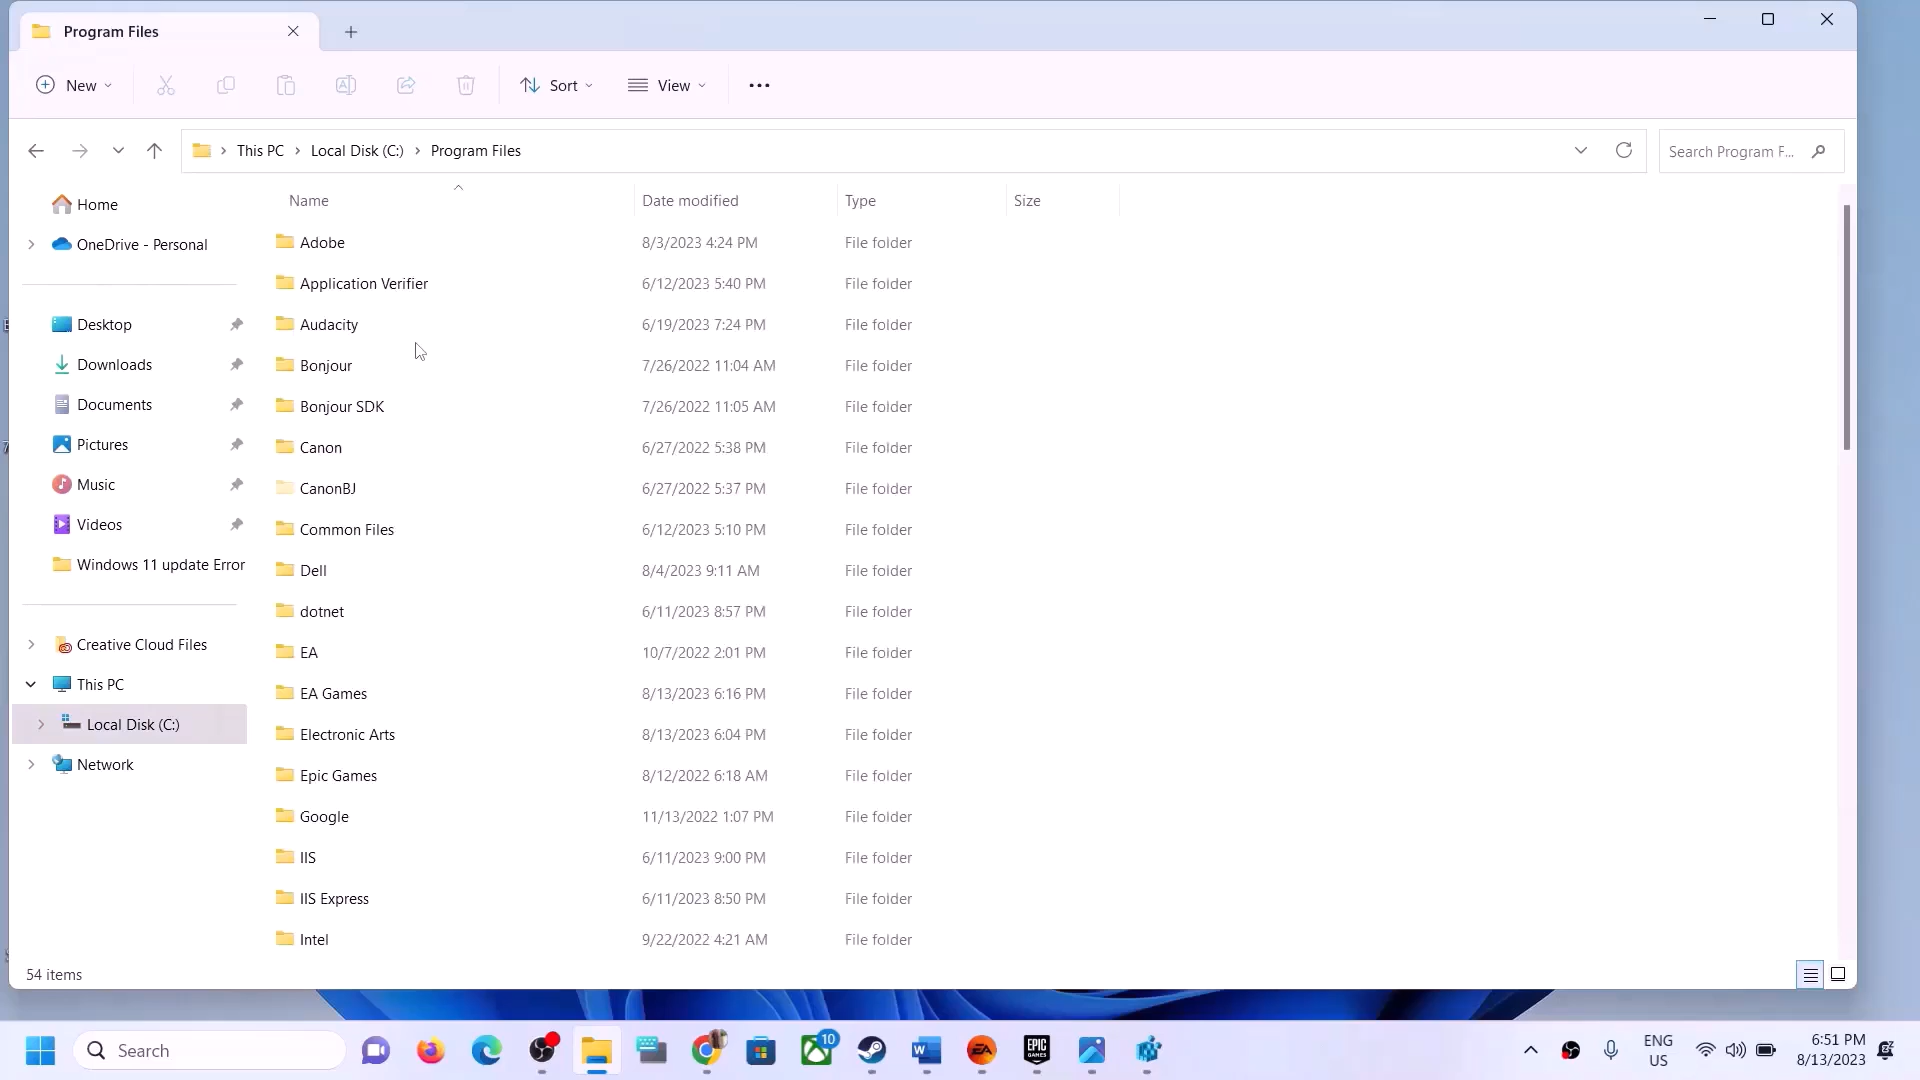 Program Files
New
Sort
View
This PC
Local Disk (C:)
Program Files
Search Program F...
Name
Date modified
Type
Size
Home
OneDrive - Personal
Desktop
Downloads
Documents
Pictures
Music
Videos
Windows 11 update Error
Creative Cloud Files
This PC
Local Disk (C:)
Network
Adobe 8/3/2023 4:24 PM File folder
Application Verifier 6/12/2023 5:40 PM File folder
Audacity 6/19/2023 7:24 PM File folder
Bonjour 7/26/2022 11:04 AM File folder
Bonjour SDK 7/26/2022 11:05 AM File folder
Canon 6/27/2022 5:38 PM File folder
CanonBJ 6/27/2022 5:37 PM File folder
Common Files 6/12/2023 5:10 PM File folder
Dell 8/4/2023 9:11 AM File folder
dotnet 6/11/2023 8:57 PM File folder
EA 10/7/2022 2:01 PM File folder
EA Games 8/13/2023 6:16 PM File folder
Electronic Arts 8/13/2023 6:04 PM File folder
Epic Games 8/12/2022 6:18 AM File folder
Google 11/13/2022 1:07 PM File folder
IIS 6/11/2023 9:00 PM File folder
IIS Express 6/11/2023 8:50 PM File folder
Intel 9/22/2022 4:21 AM File folder
54 items
Search
10
W
EA
EPIC
GAMES
ENG
US
6:51 PM
8/13/2023